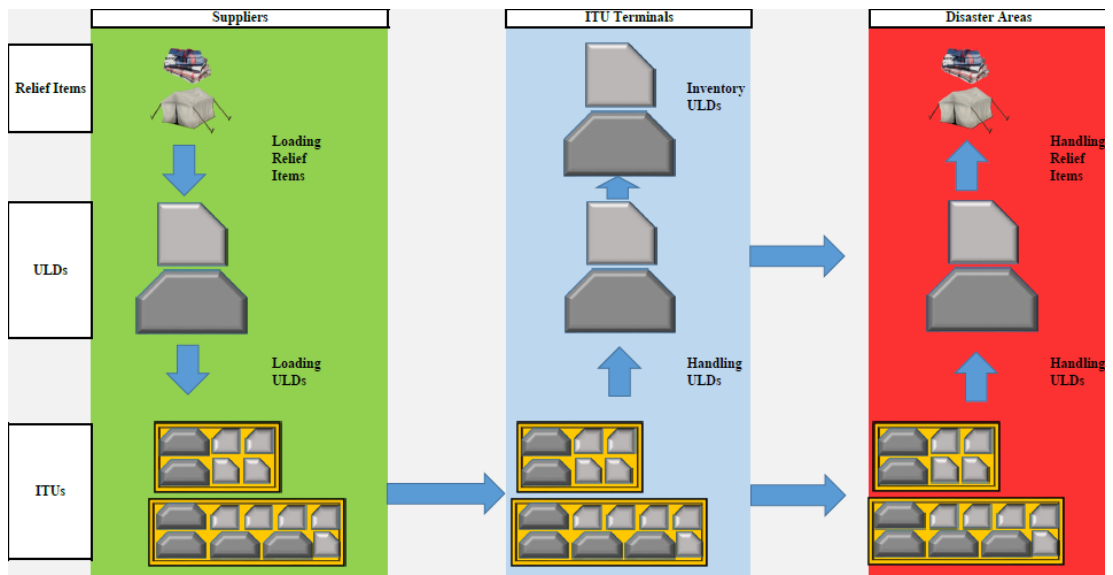 Suppliers
ITU Terminals
Disaster Areas
Relief Items
Loading
Relief
Items
Inventory
ULDs
Handling
Relief
Items
ULDs
Loading
ULDs
Handling
ULDs
Handling
ULDs
ITUs